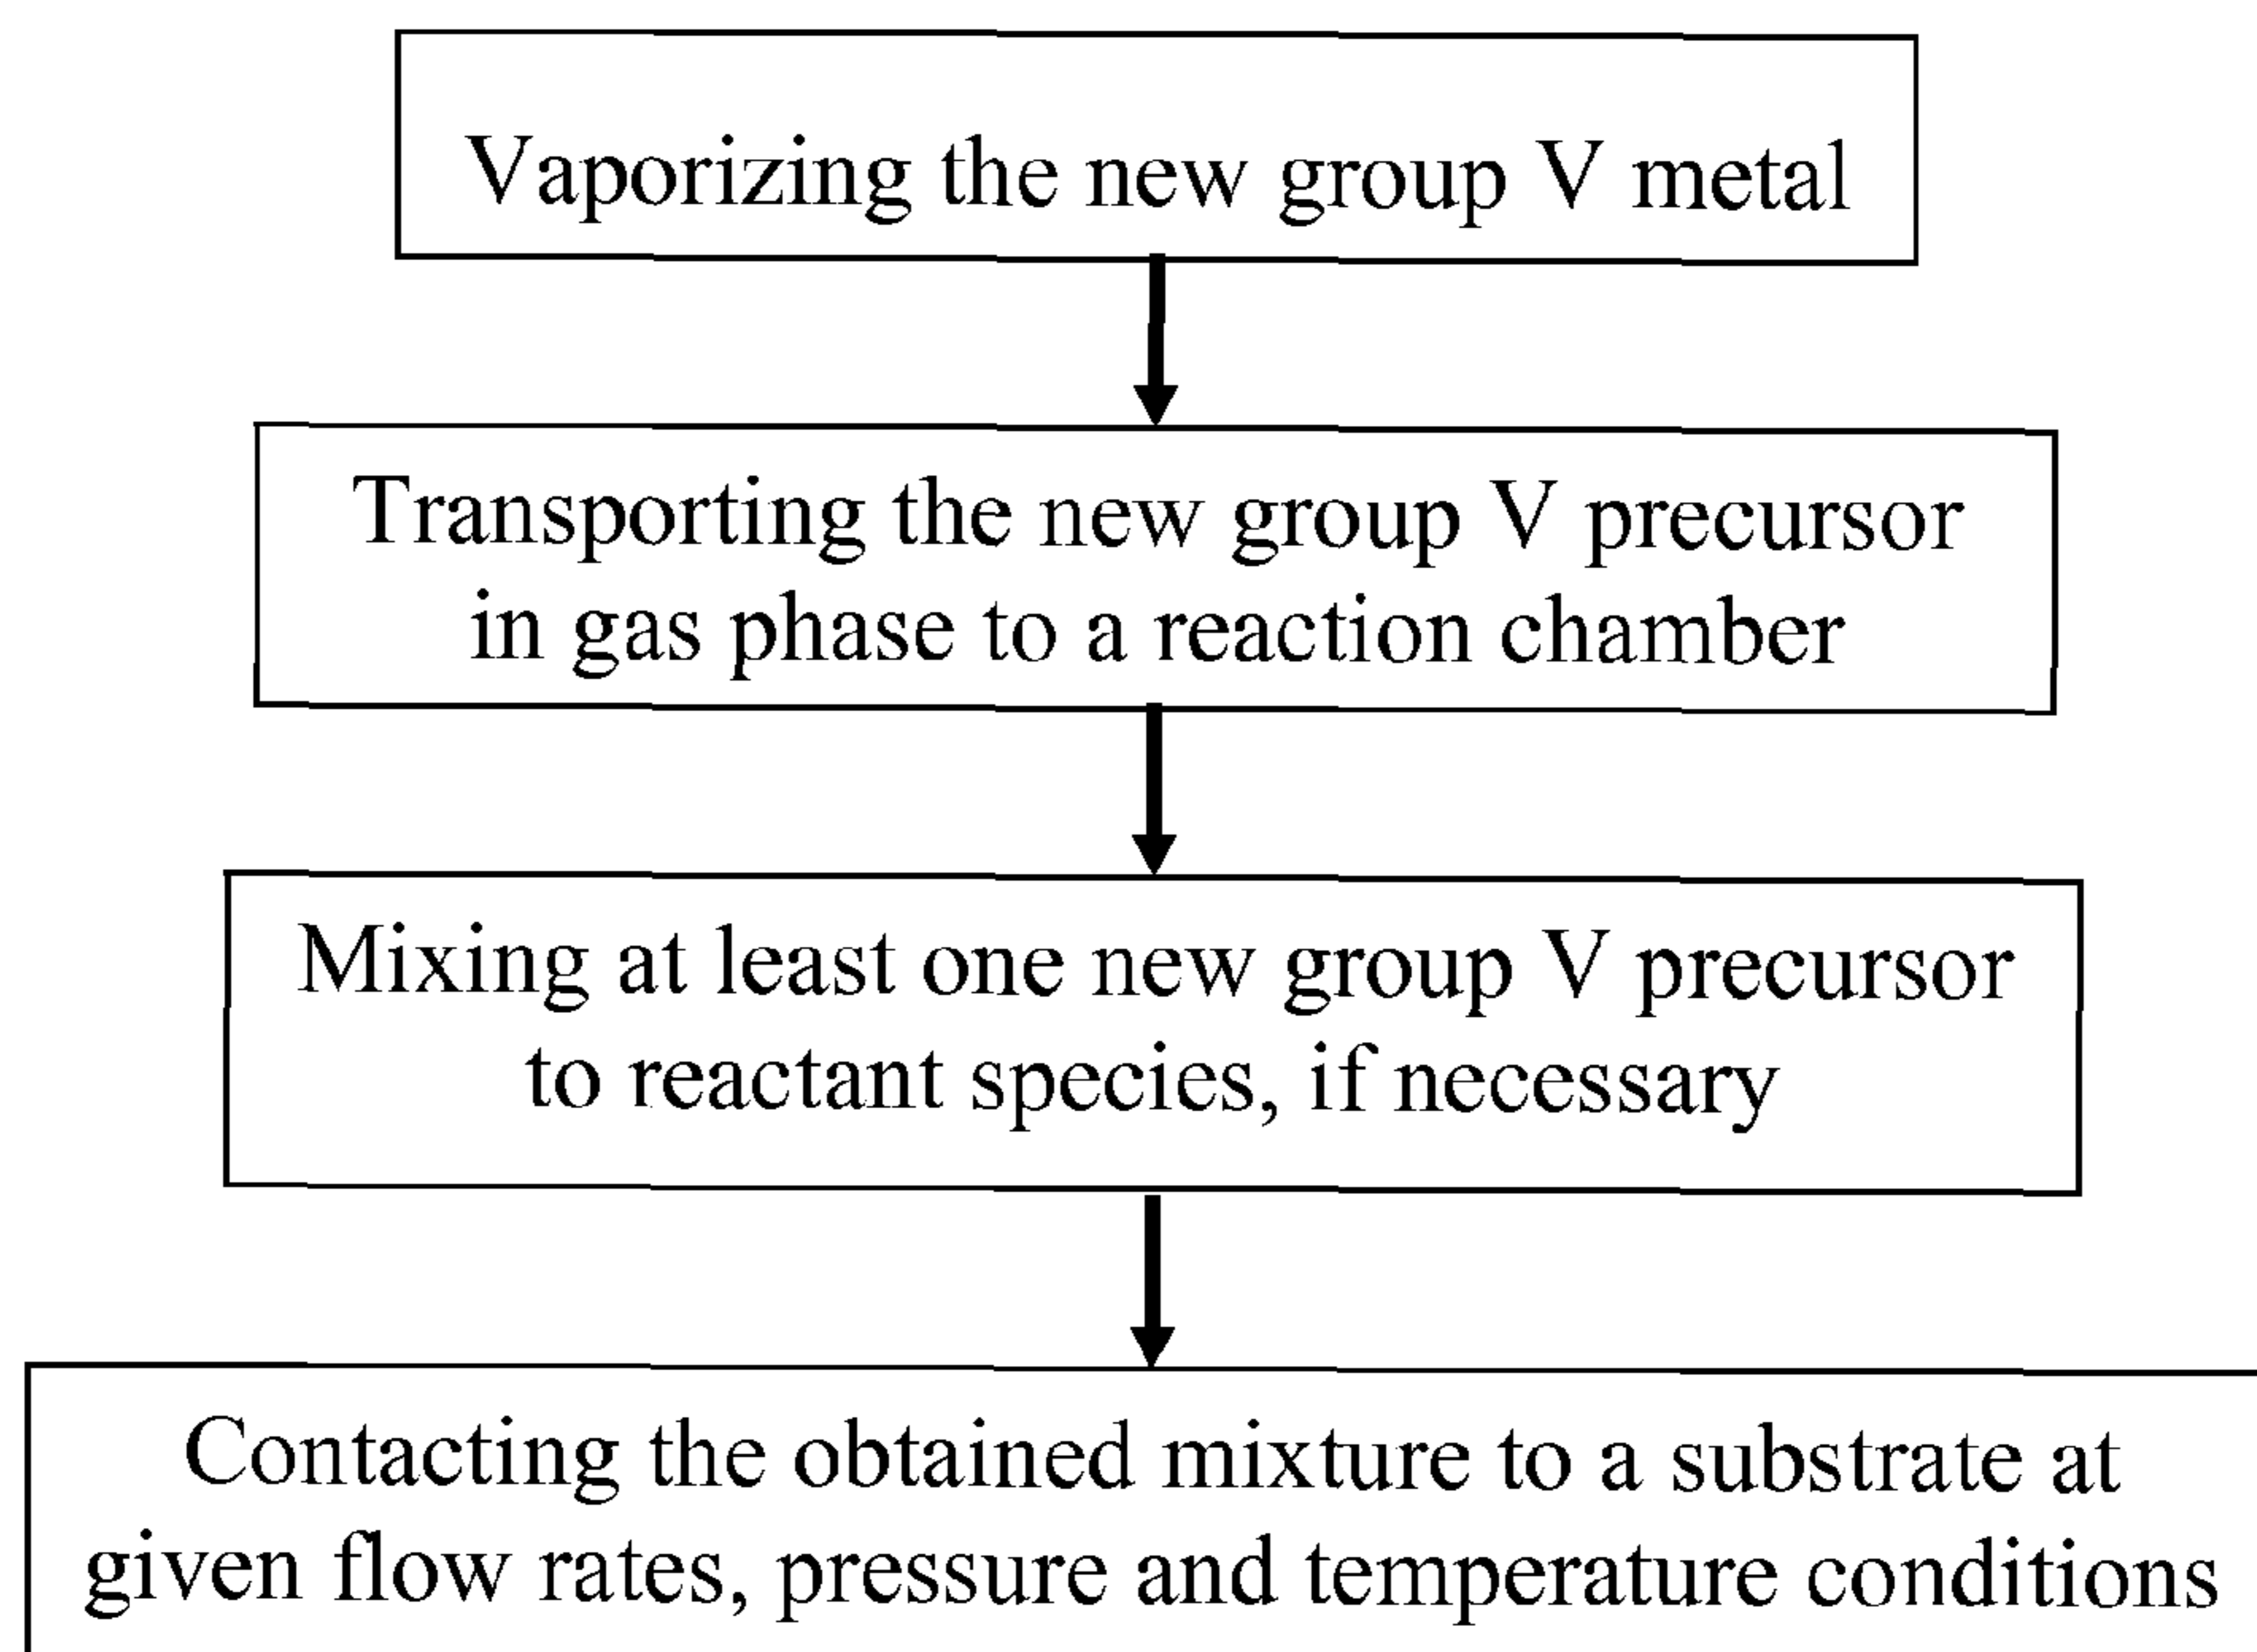 Vaporizing the new group V metal
Transporting the new group V precursor
in gas phase to a reaction chamber
Mixing at least one new group V precursor
to reactant species, if necessary
Contacting the obtained mixture to a substrate at
given flow rates, pressure and temperature conditions